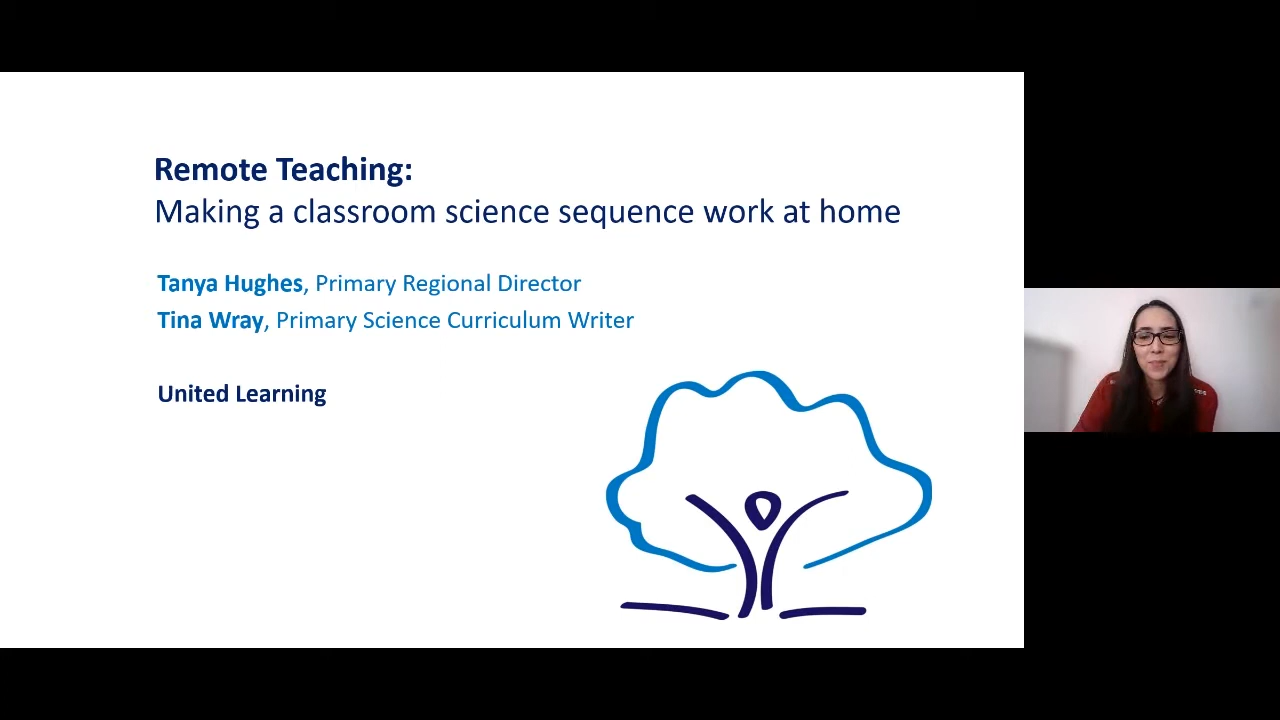 Remote Teaching:
Making a classroom science sequence work at home
Tanya Hughes, Primary Regional Director
Tina Wray, Primary Science Curriculum Writer
United Learning